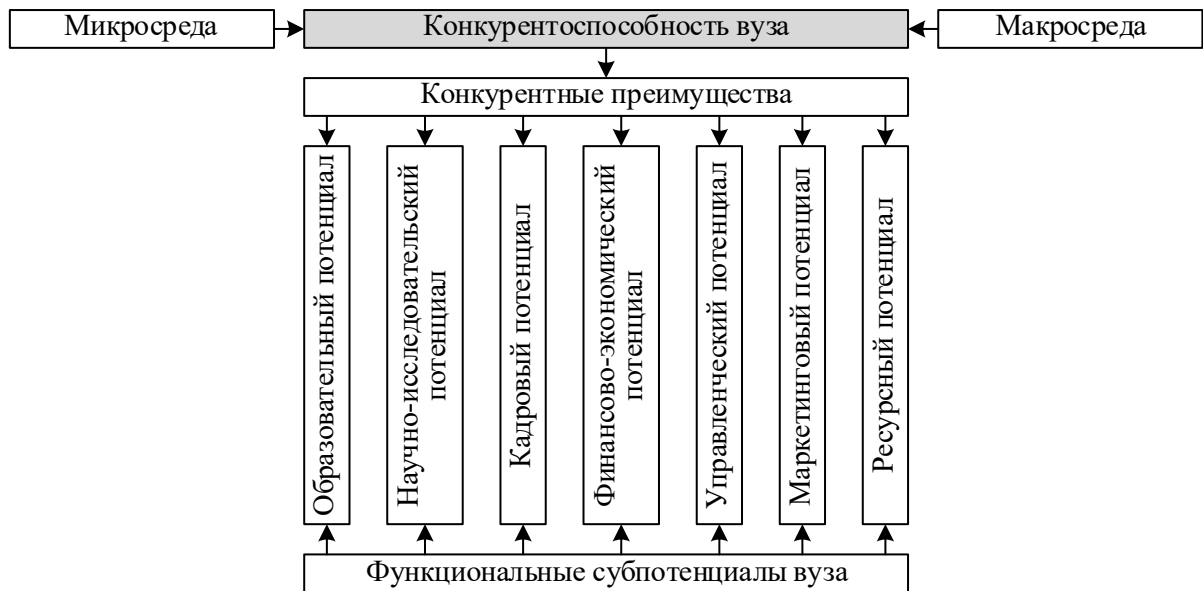 Микросреда
Конкурентоспособность вуза
Макросреда
Конкурентные преимущества
Образовательный потенциал
Научно-исследовательский
потенциал
Кадровый потенциал
Финансово-экономический
потенциал
Управленческий потенциал
Маркетинговый потенциал
Ресурсный потенциал
Функциональные субпотенциалы вуза